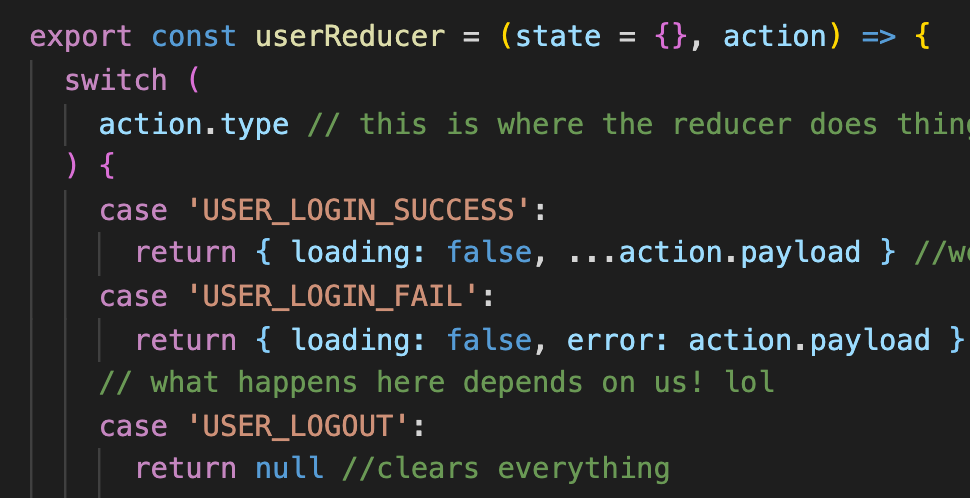 export const userReducer = (state = {}, action) => {
switch (
action.type // this is where the reducer does
) {
case 'USER_LOGIN_SUCCESS':
return { loading: false, ...action.payload } //
case 'USER_LOGIN_FAIL':
return { loading: false, error: action.payload }
// what happens here depends on us! lol
case 'USER_LOGOUT':
return null //clears everything